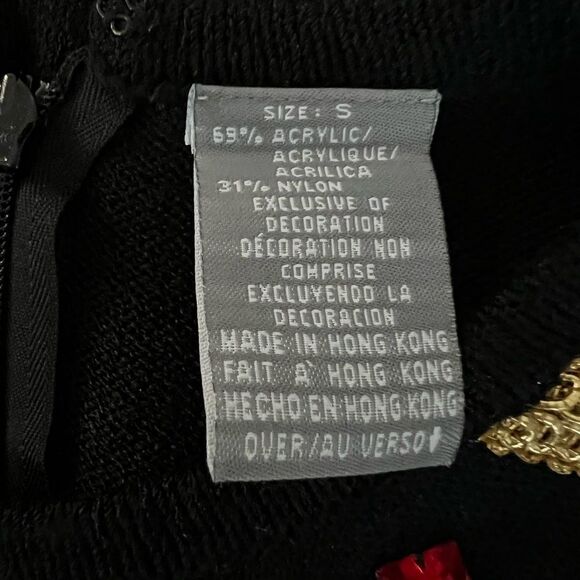 SIZE: S
69% ACRYLIC/
ACRYLIQUE/
ACRILICA
31% NYLON
EXCLUSIVE OF
DECORATION
DÉCORATION NON
COMPRISE
EXCLUYENDO LA
DECORACION
MADE IN HONG KONG
FAIT À HONG KONG
HECHO EN HONG KONG
OVER/AU VERSO